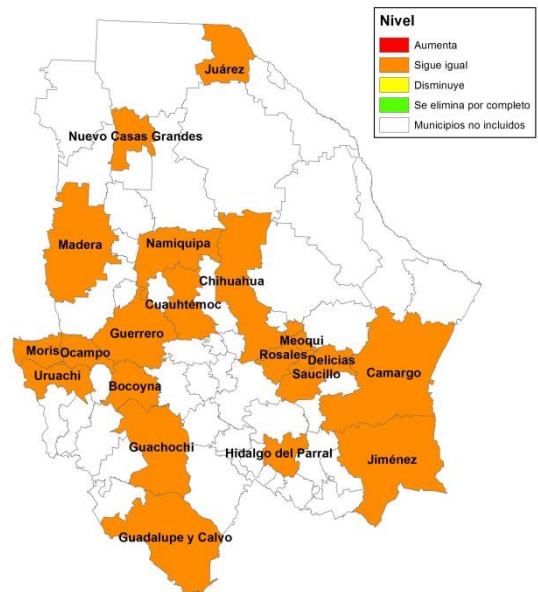 Nivel
Aumenta
Sigue igual
Disminuye
Se elimina por completo
Municipios no incluidos
Juárez
Nuevo Casas Grandes
Madera
Namiquipa
Chihuahua
Cuauhtémoc
Guerrero
Meoqui
Moris
Ocampo
Rosales
Delicias
Uruachi
Saucillo
Camargo
Bocoyna
Guachochi
Hidalgo del Parral
Jiménez
Guadalupe y Calvo